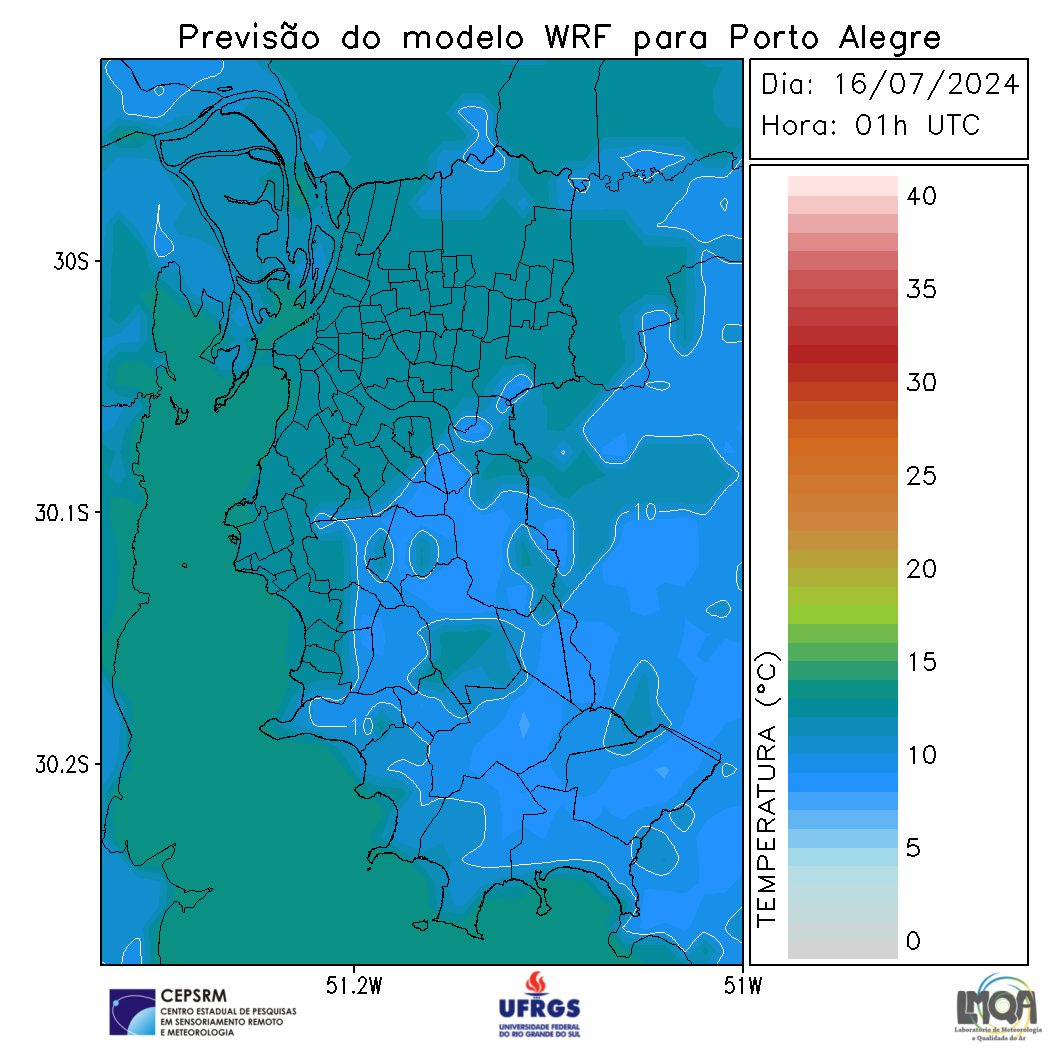 Previsão do modelo WRF para Porto Alegre
Dia: 16/07/2024
Hora: 01h UTC
40
35
30
25
20
15
10
5
0
TEMPERATURA (°C)
30S
30.1S
30.2S
10
10
51.2W
51W
CEPSRM
CENTRO ESTADUAL DE PESQUISAS
EM SENSORIAMENTO REMOTO
E METEOROLOGIA
UFRGS
UNIVERSIDADE FEDERAL
DO RIO GRANDE DO SUL
LMQA
Laboratório de Meteorologia
e Qualidade do Ar